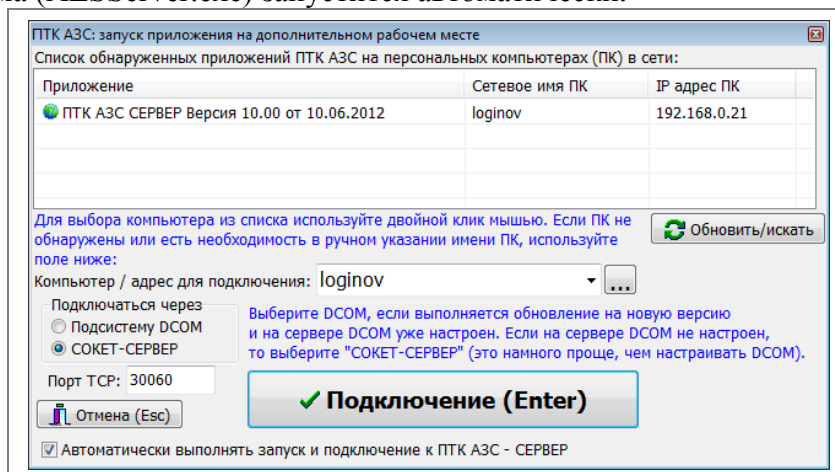 ПТК АЗС: запуск приложения на дополнительном рабочем месте
Список обнаруженных приложений ПТК АЗС на персональных компьютерах (ПК) в сети:
Приложение Сетевое имя ПК IP адрес ПК
ПТК АЗС СЕРВЕР Версия 10.00 от 10.06.2012 loginov 192.168.0.21
Для выбора компьютера из списка используйте двойной клик мышью. Если ПК не
обнаружены или есть необходимость в ручном указании имени ПК, используйте
поле ниже:
Обновить/искать
Компьютер / адрес для подключения: loginov ...
Подключаться через
Подсистему DCOM
СОКЕТ-СЕРВЕР
Выберите DCOM, если выполняется обновление на новую версию
и на сервере DCOM уже настроен. Если на сервере DCOM не настроен,
то выберите "СОКЕТ-СЕРВЕР" (это намного проще, чем настраивать DCOM).
Порт TCP: 30060
Подключение (Enter)
Отмена (Esc)
Автоматически выполнять запуск и подключение к ПТК АЗС - СЕРВЕР